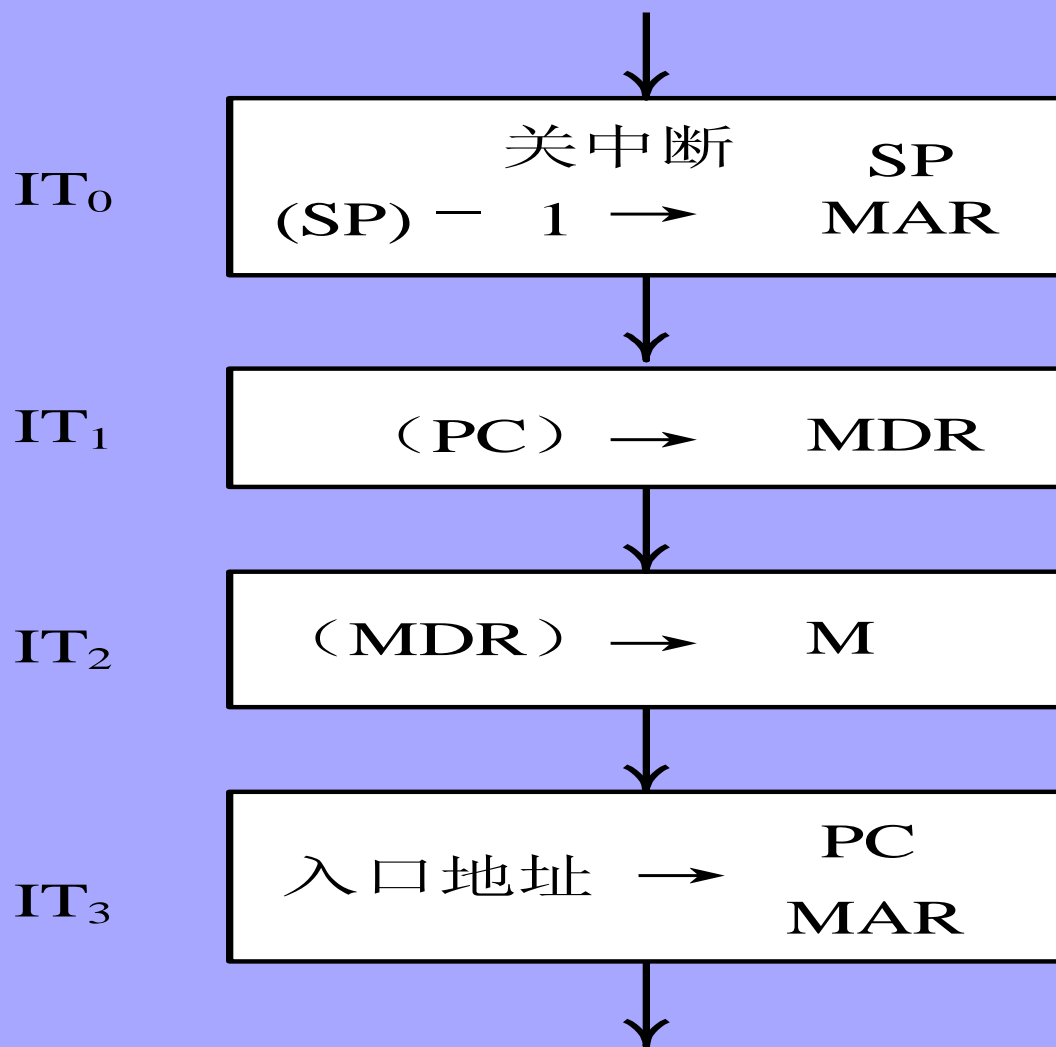 关中断
IT₀ (SP) − 1 → SP
MAR
IT₁ （PC） → MDR
IT₂ （MDR） → M
IT₃ 入口地址 → PC
MAR